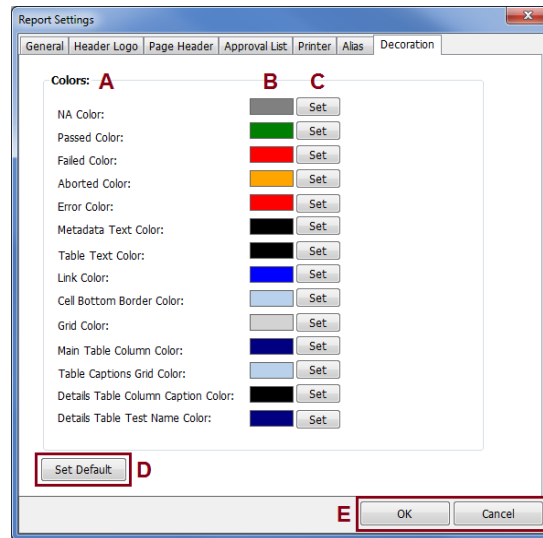 Report Settings
General Header Logo Page Header Approval List Printer Alias Decoration
Colors: A B C
NA Color: Set
Passed Color: Set
Failed Color: Set
Aborted Color: Set
Error Color: Set
Metadata Text Color: Set
Table Text Color: Set
Link Color: Set
Cell Bottom Border Color: Set
Grid Color: Set
Main Table Column Color: Set
Table Captions Grid Color: Set
Details Table Column Caption Color: Set
Details Table Test Name Color: Set
Set Default D
E OK Cancel